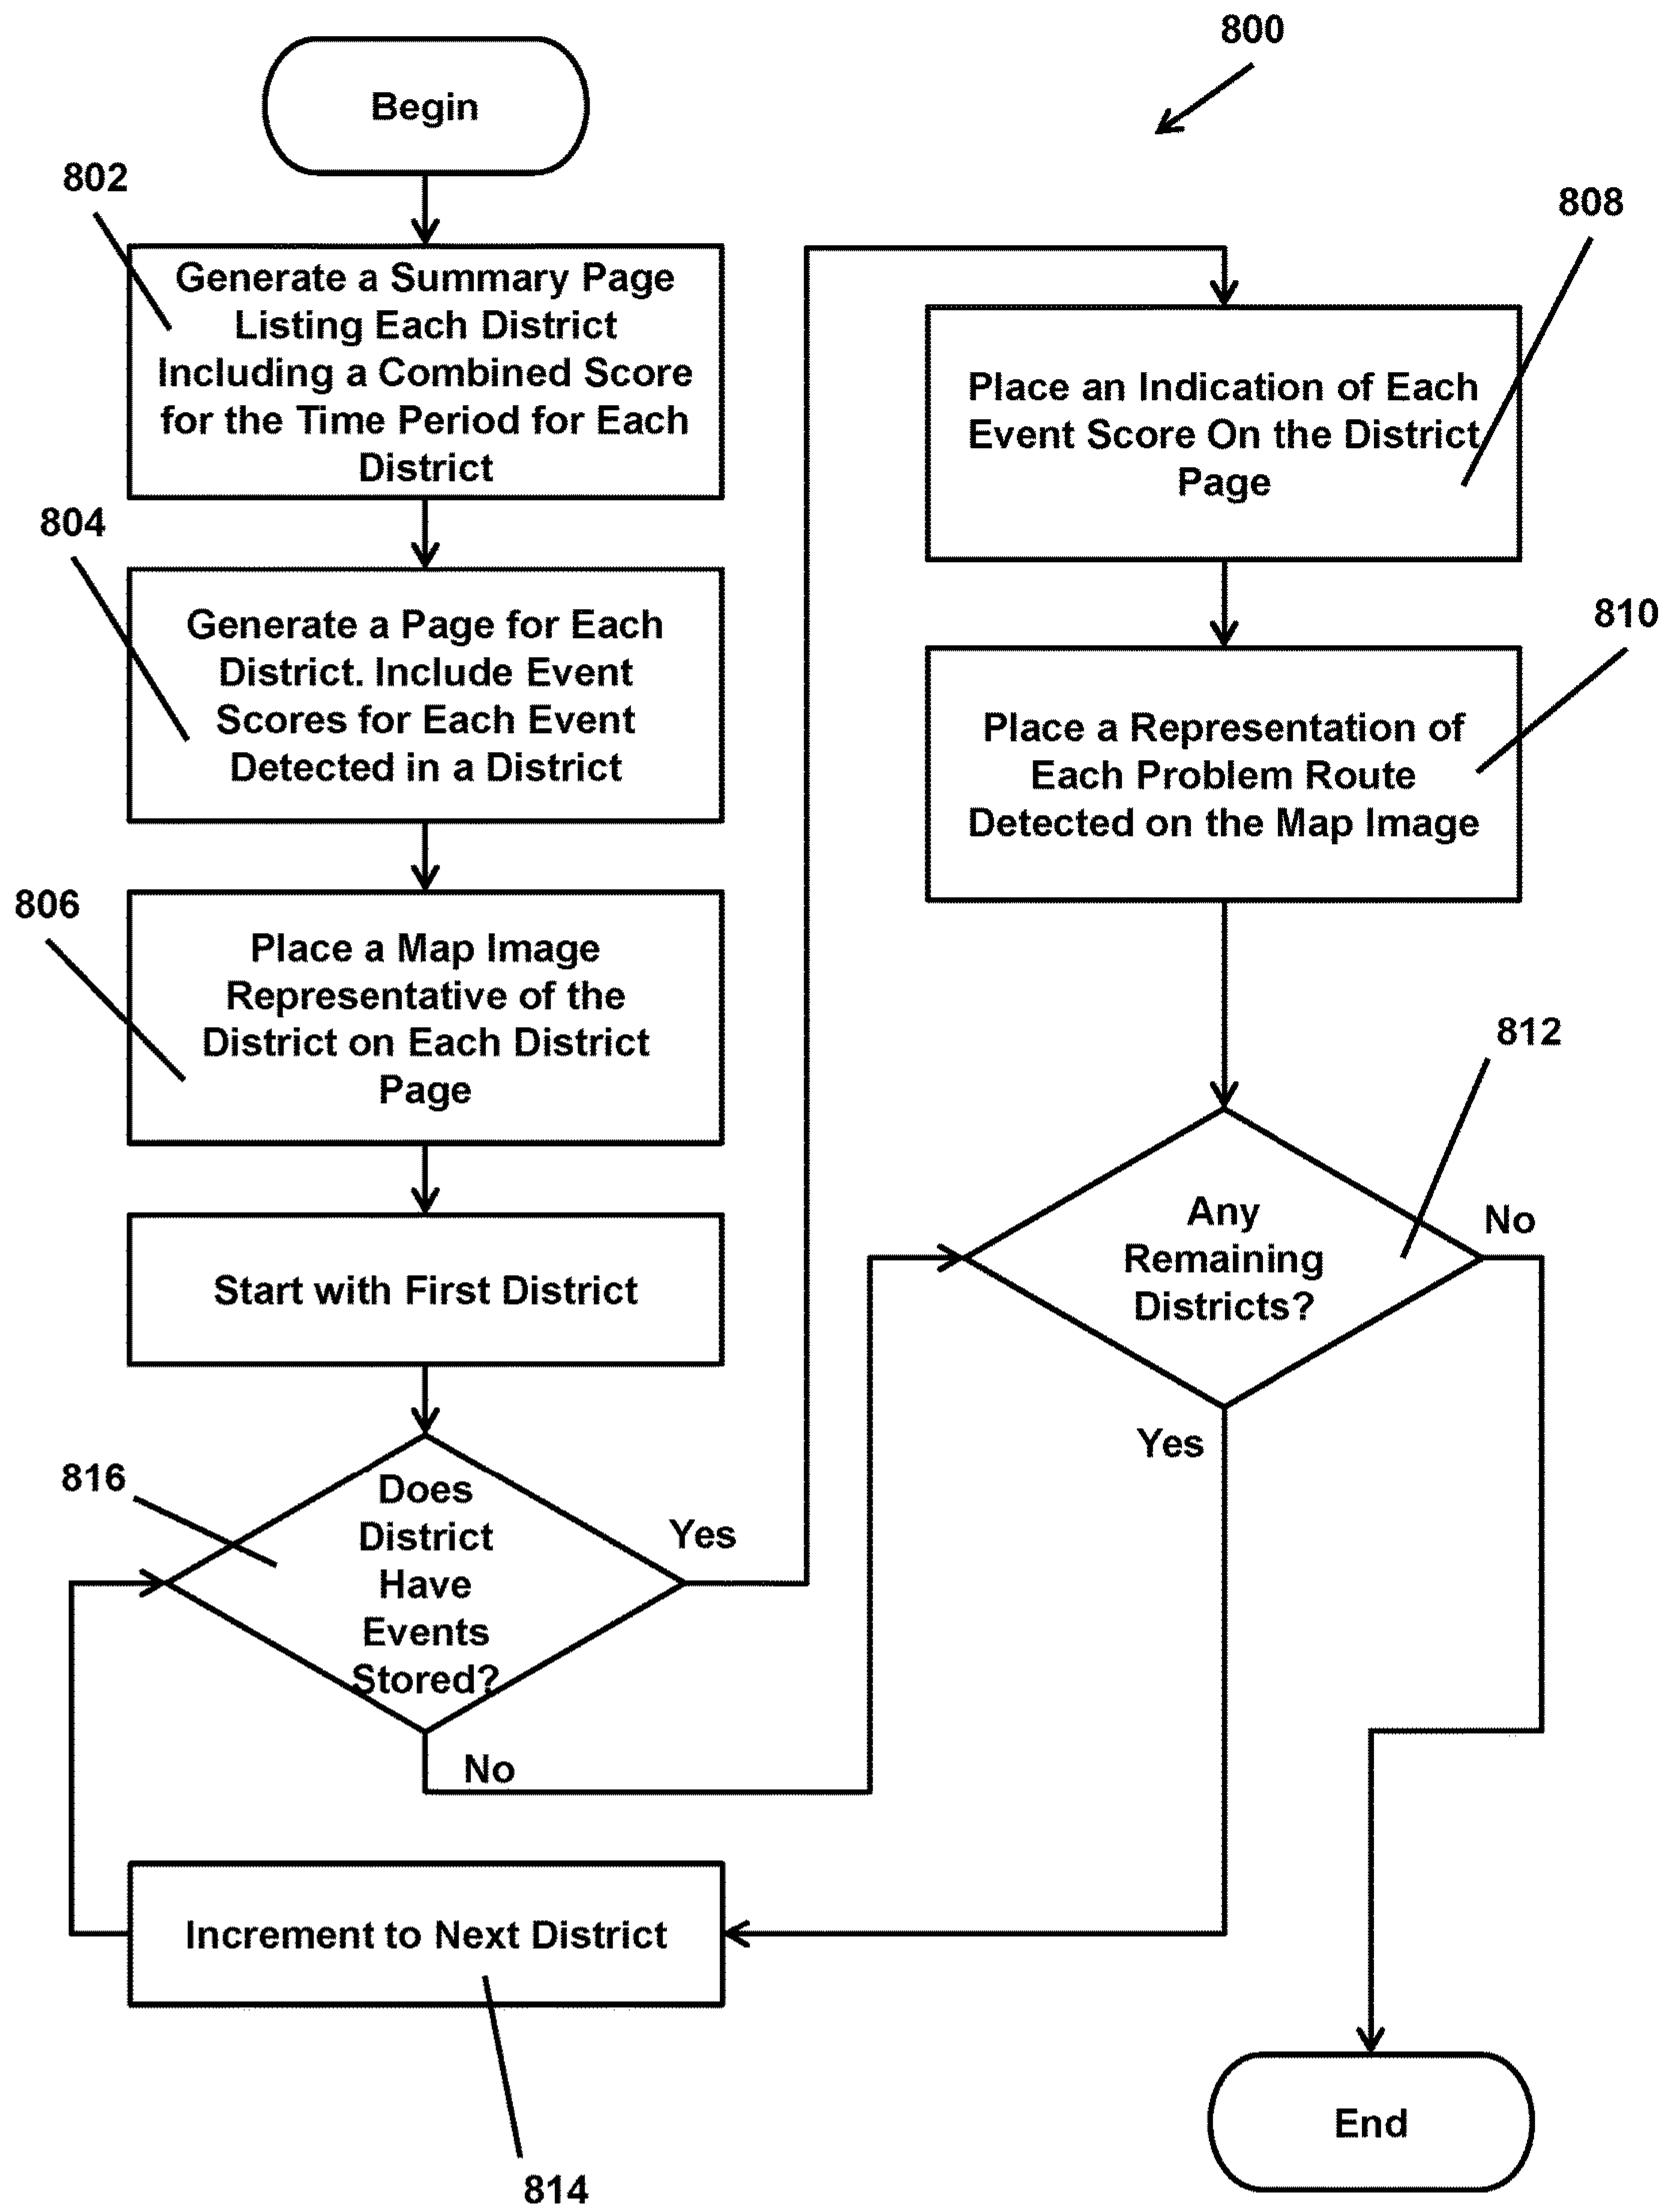 800
Begin
802
Generate a Summary Page
Listing Each District
Including a Combined Score
for the Time Period for Each
District
804
Generate a Page for Each
District. Include Event
Scores for Each Event
Detected in a District
806
Place a Map Image
Representative of the
District on Each District
Page
Start with First District
816
Does
District
Have
Events
Stored?
Yes
No
Increment to Next District
814
808
Place an Indication of Each
Event Score On the District
Page
810
Place a Representation of
Each Problem Route
Detected on the Map Image
812
Any
Remaining
Districts?
No
Yes
End